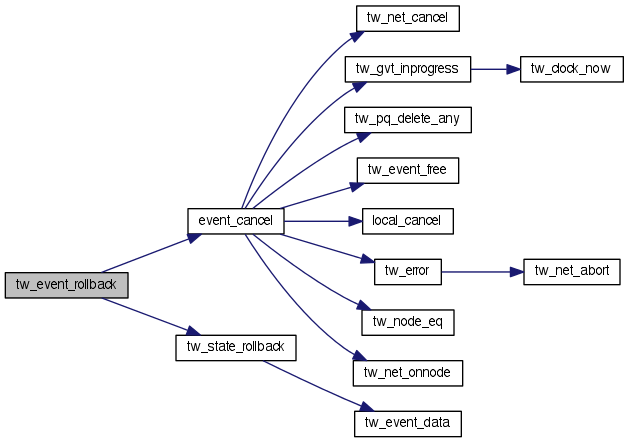 tw_net_cancel
tw_gvt_inprogress
tw_clock_now
tw_pq_delete_any
tw_event_free
event_cancel
local_cancel
tw_error
tw_net_abort
tw_event_rollback
tw_node_eq
tw_state_rollback
tw_net_onnode
tw_event_data